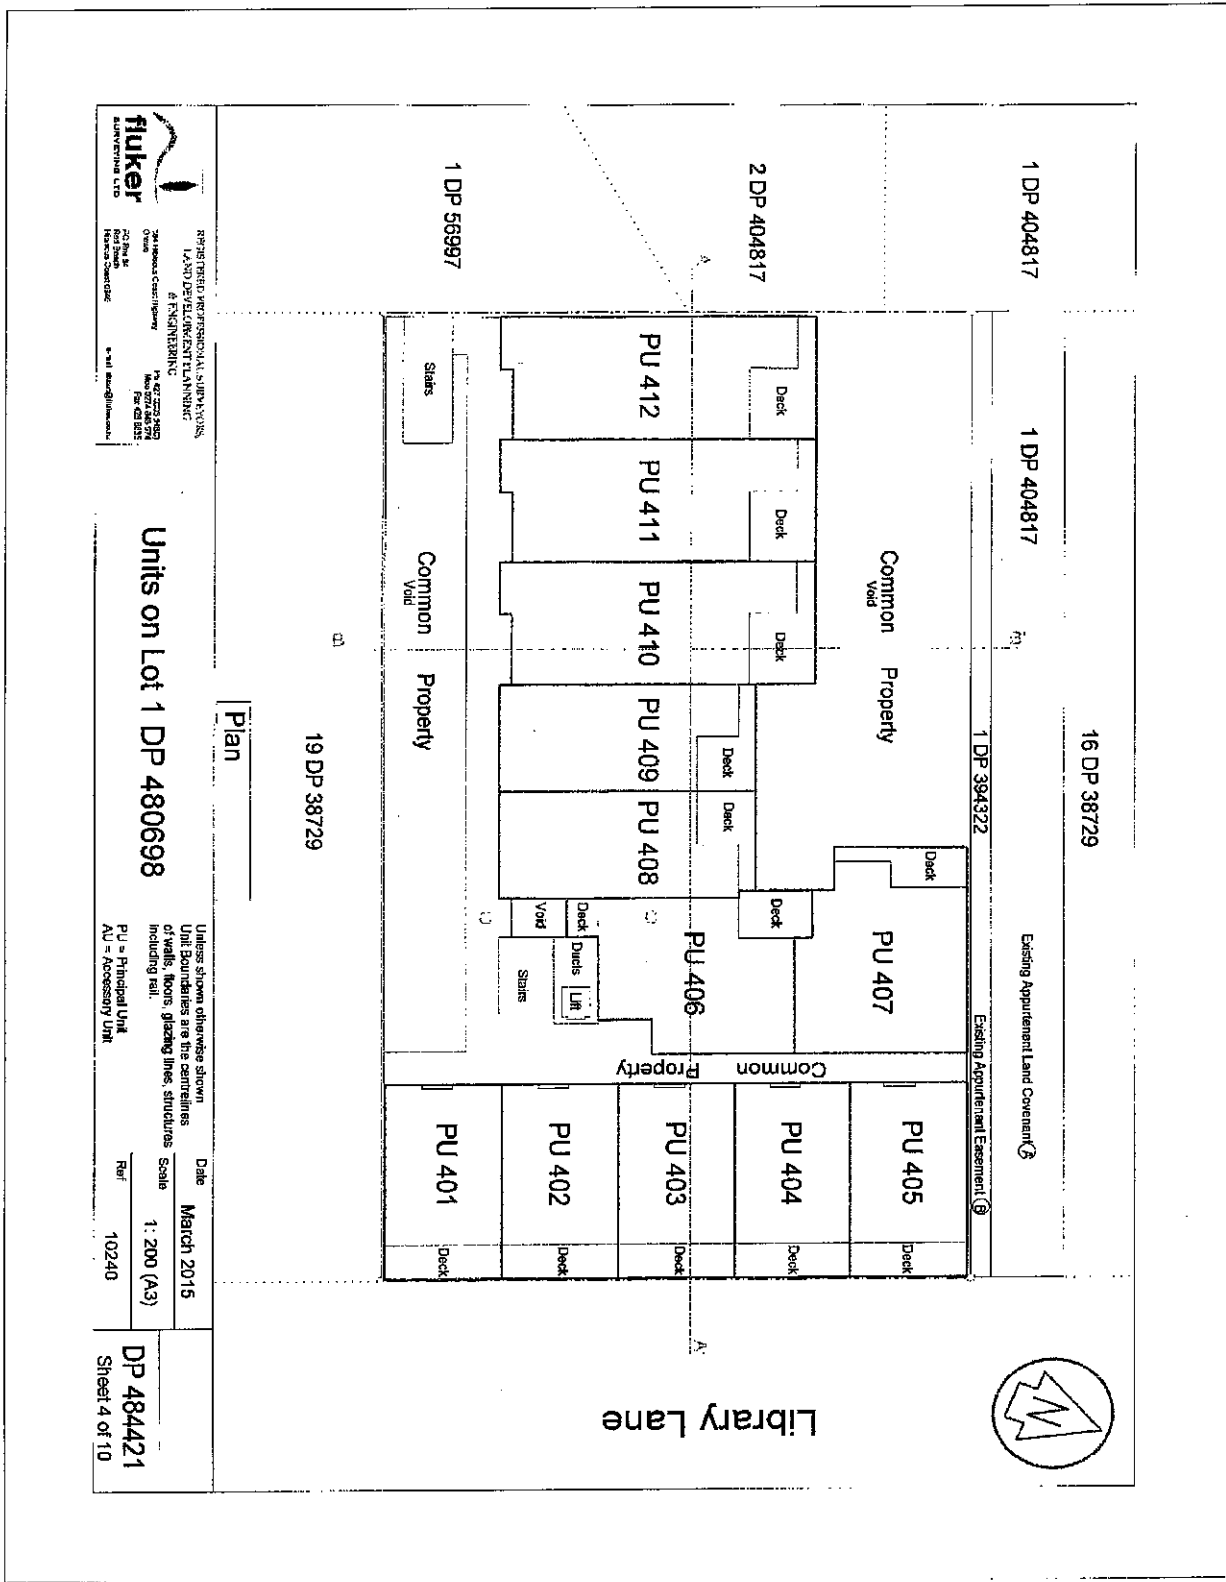 16 DP 38729
Existing Appurtenant Land Covenant A
1 DP 404817
1 DP 404817
1 DP 394322
Existing Appurtenant Easement B
2 DP 404817
1 DP 56997
19 DP 38729
Library Lane
Common Property
Void
Common Property
Void
Common Property
PU 412
Deck
PU 411
Deck
PU 410
Deck
PU 409
Deck
PU 408
Deck
PU 407
Deck
PU 406
Deck
Deck
Void
Ducts
Lift
Stairs
Stairs
PU 405
Deck
PU 404
Deck
PU 403
Deck
PU 402
Deck
PU 401
Deck
A
A'
B
Plan
fluker
SURVEYING LTD
REGISTERED PROFESSIONAL SURVEYORS,
LAND DEVELOPMENT PLANNING
& ENGINEERING
Orewa
PO Box 94
Red Beach
Units on Lot 1 DP 480698
Unless shown otherwise shown
Unit Boundaries are the centrelines
of walls, floors, glazing lines, structures
including rail.
PU = Principal Unit
AU = Accessory Unit
Date March 2015
Scale 1: 200 (A3)
Ref 10240
DP 484421
Sheet 4 of 10